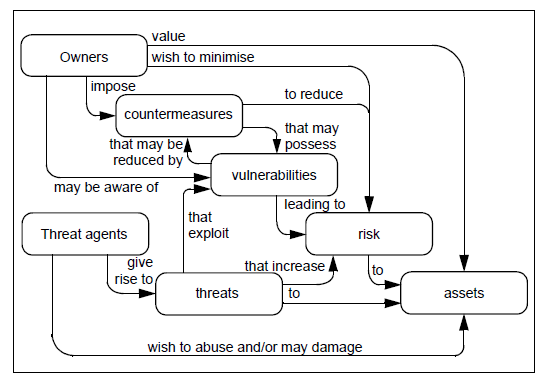 value
Owners
wish to minimise
impose
to reduce
countermeasures
that may
possess
that may be
reduced by
vulnerabilities
may be aware of
leading to
that
exploit
Threat agents
risk
give
rise to
that increase
to
threats
to
assets
wish to abuse and/or may damage